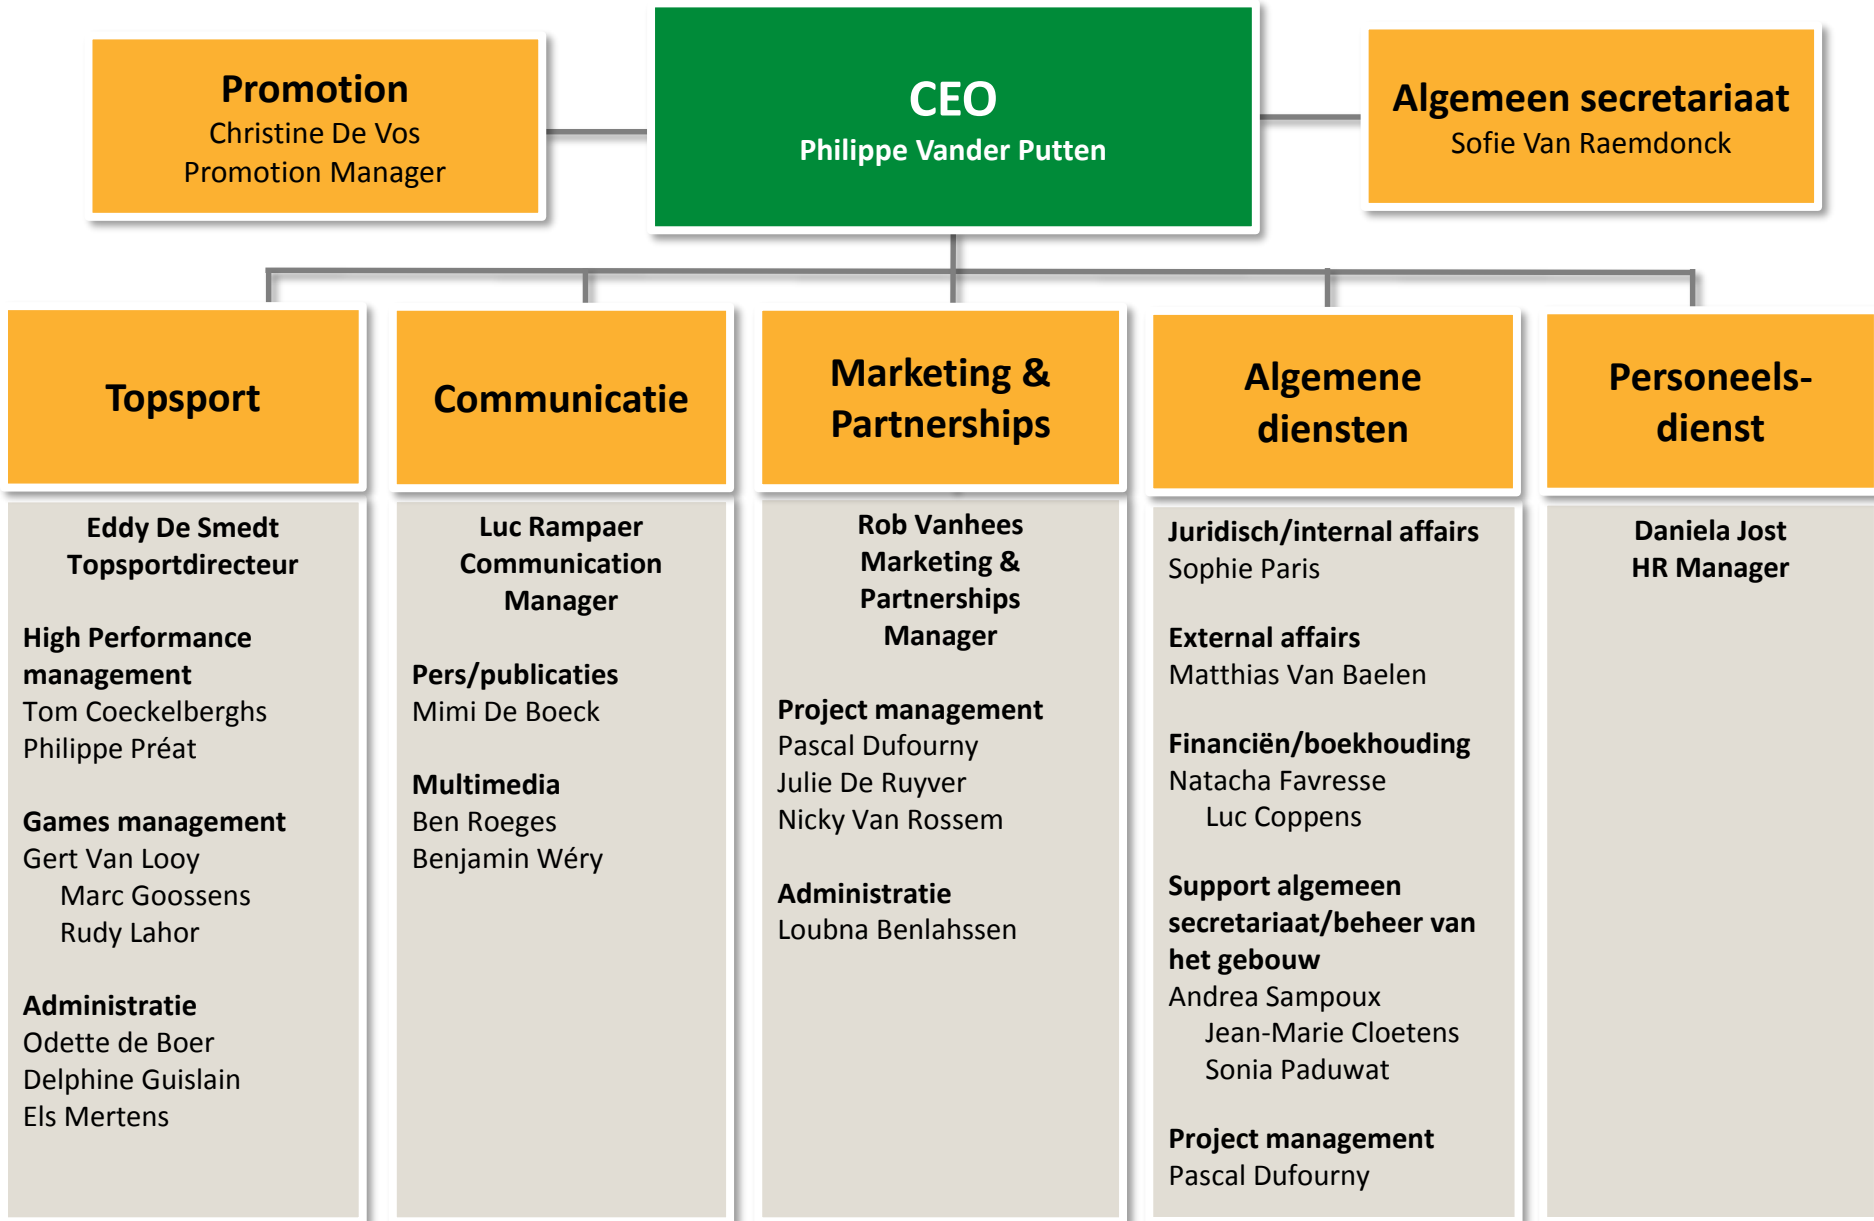 Promotion
Christine De Vos
Promotion Manager
CEO
Philippe Vander Putten
Algemeen secretariaat
Sofie Van Raemdonck
Topsport
Eddy De Smedt
Topsportdirecteur
High Performance
management
Tom Coeckelberghs
Philippe Préat
Games management
Gert Van Looy
Marc Goossens
Rudy Lahor
Administratie
Odette de Boer
Delphine Guislain
Els Mertens
Communicatie
Luc Rampaer
Communication
Manager
Pers/publicaties
Mimi De Boeck
Multimedia
Ben Roeges
Benjamin Wéry
Marketing &
Partnerships
Rob Vanhees
Marketing &
Partnerships
Manager
Project management
Pascal Dufourny
Julie De Ruyver
Nicky Van Rossem
Administratie
Loubna Benlahssen
Algemene
diensten
Juridisch/internal affairs
Sophie Paris
External affairs
Matthias Van Baelen
Financiën/boekhouding
Natacha Favresse
Luc Coppens
Support algemeen
secretariaat/beheer van
het gebouw
Andrea Sampoux
Jean-Marie Cloetens
Sonia Paduwat
Project management
Pascal Dufourny
Personeels-
dienst
Daniela Jost
HR Manager